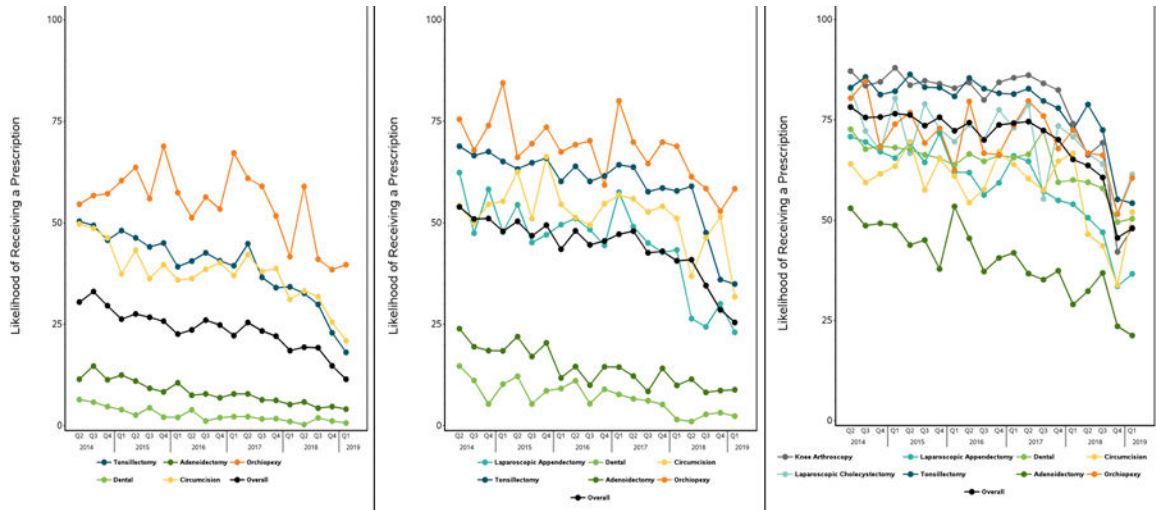 100
75
50
25
0
Likelihood of Receiving a Prescription
Q2 Q3 Q4 Q1 Q2 Q3 Q4 Q1 Q2 Q3 Q4 Q1 Q2 Q3 Q4 Q1 Q2 Q3 Q4 Q1
2014 2015 2016 2017 2018 2019
Tonsillectomy Adenoidectomy Orchiopexy
Dental Circumcision Overall
100
75
50
25
0
Likelihood of Receiving a Prescription
Q2 Q3 Q4 Q1 Q2 Q3 Q4 Q1 Q2 Q3 Q4 Q1 Q2 Q3 Q4 Q1 Q2 Q3 Q4 Q1
2014 2015 2016 2017 2018 2019
Laparoscopic Appendectomy Dental Circumcision
Tonsillectomy Adenoidectomy Orchiopexy
Overall
100
75
50
25
0
Likelihood of Receiving a Prescription
Q2 Q3 Q4 Q1 Q2 Q3 Q4 Q1 Q2 Q3 Q4 Q1 Q2 Q3 Q4 Q1 Q2 Q3 Q4 Q1
2014 2015 2016 2017 2018 2019
Knee Arthroscopy Laparoscopic Appendectomy Dental Circumcision
Laparoscopic Cholecystectomy Tonsillectomy Adenoidectomy Orchiopexy
Overall